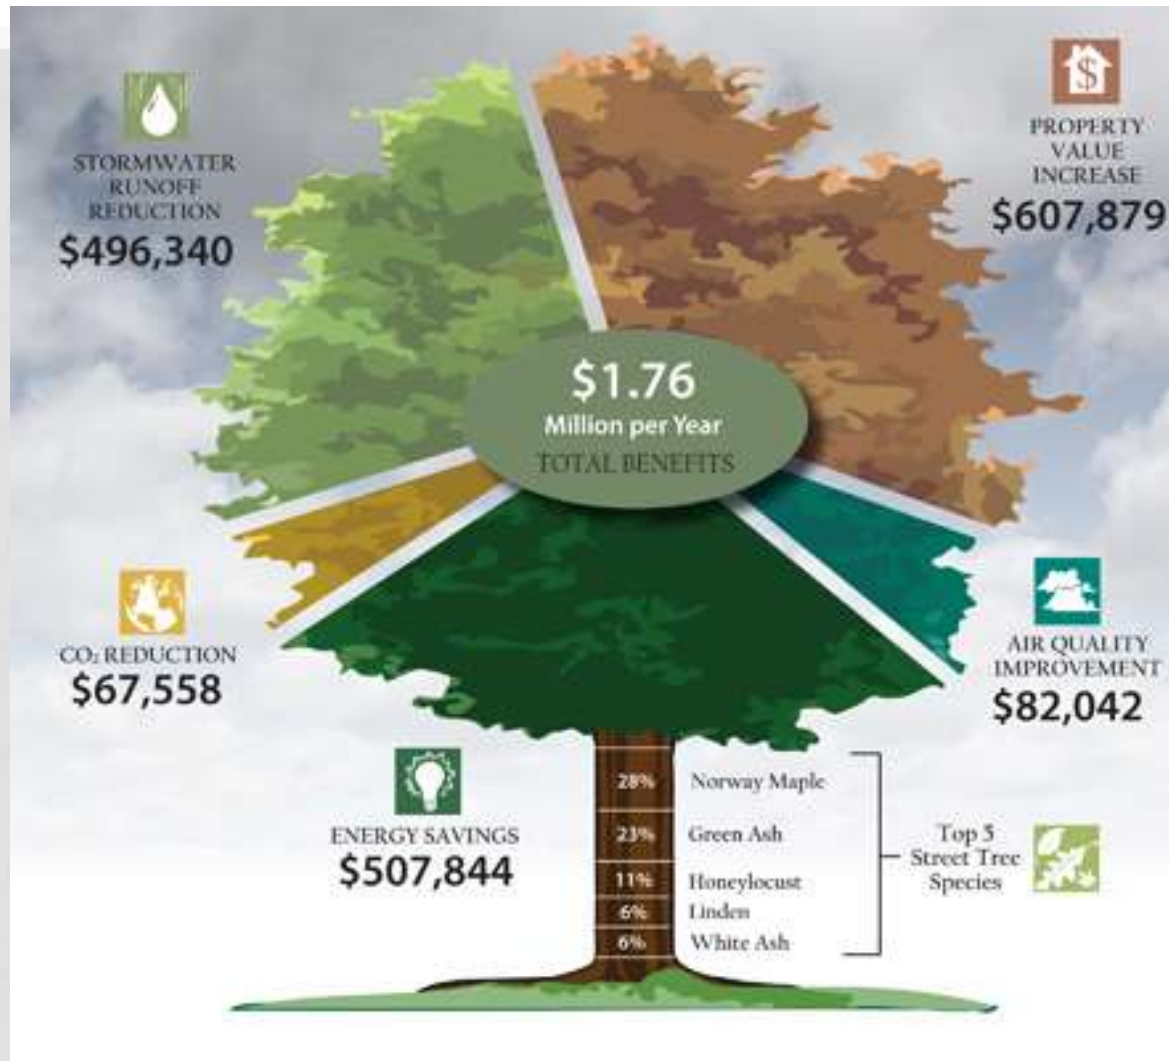 STORMWATER
RUNOFF
REDUCTION
$496,340
$
PROPERTY
VALUE
INCREASE
$607,879
$1.76
Million per Year
TOTAL BENEFITS
CO₂ REDUCTION
$67,558
AIR QUALITY
IMPROVEMENT
$82,042
ENERGY SAVINGS
$507,844
28% Norway Maple
23% Green Ash
11% Honeylocust
6% Linden
6% White Ash
Top 5
Street Tree
Species